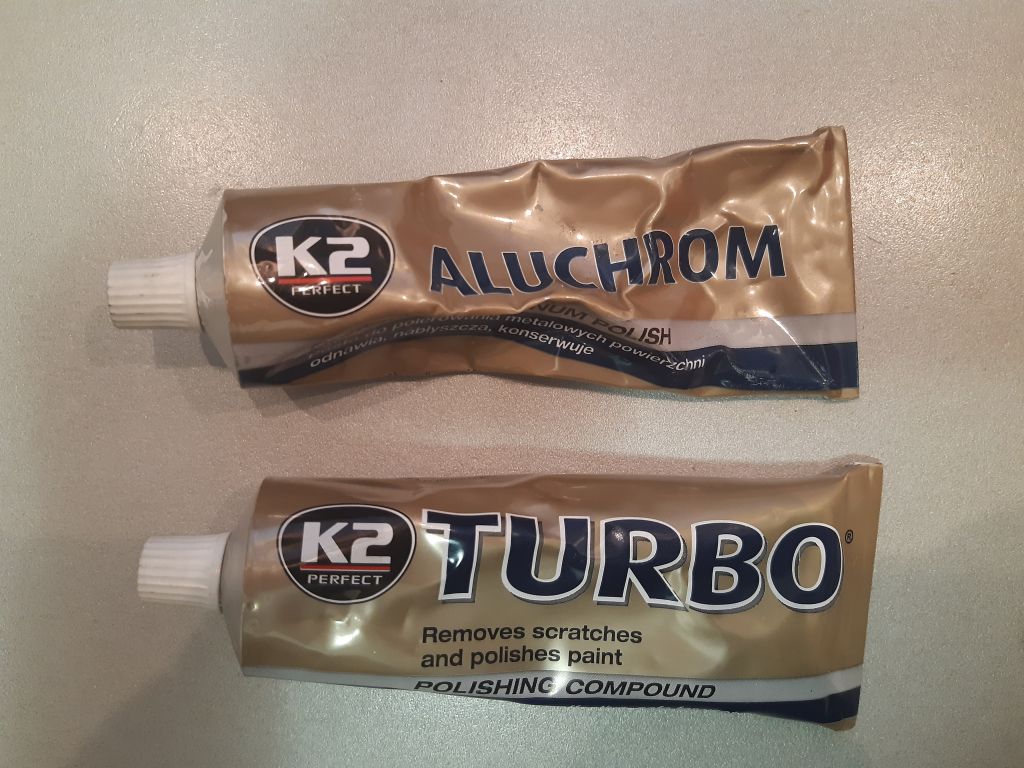 K2
PERFECT
ALUCHROM
POLISH
polerowania metalowych powierzchni
odnawia, nabłyszcza, konserwuje
K2
PERFECT
TURBO®
Removes scratches
and polishes paint
POLISHING COMPOUND